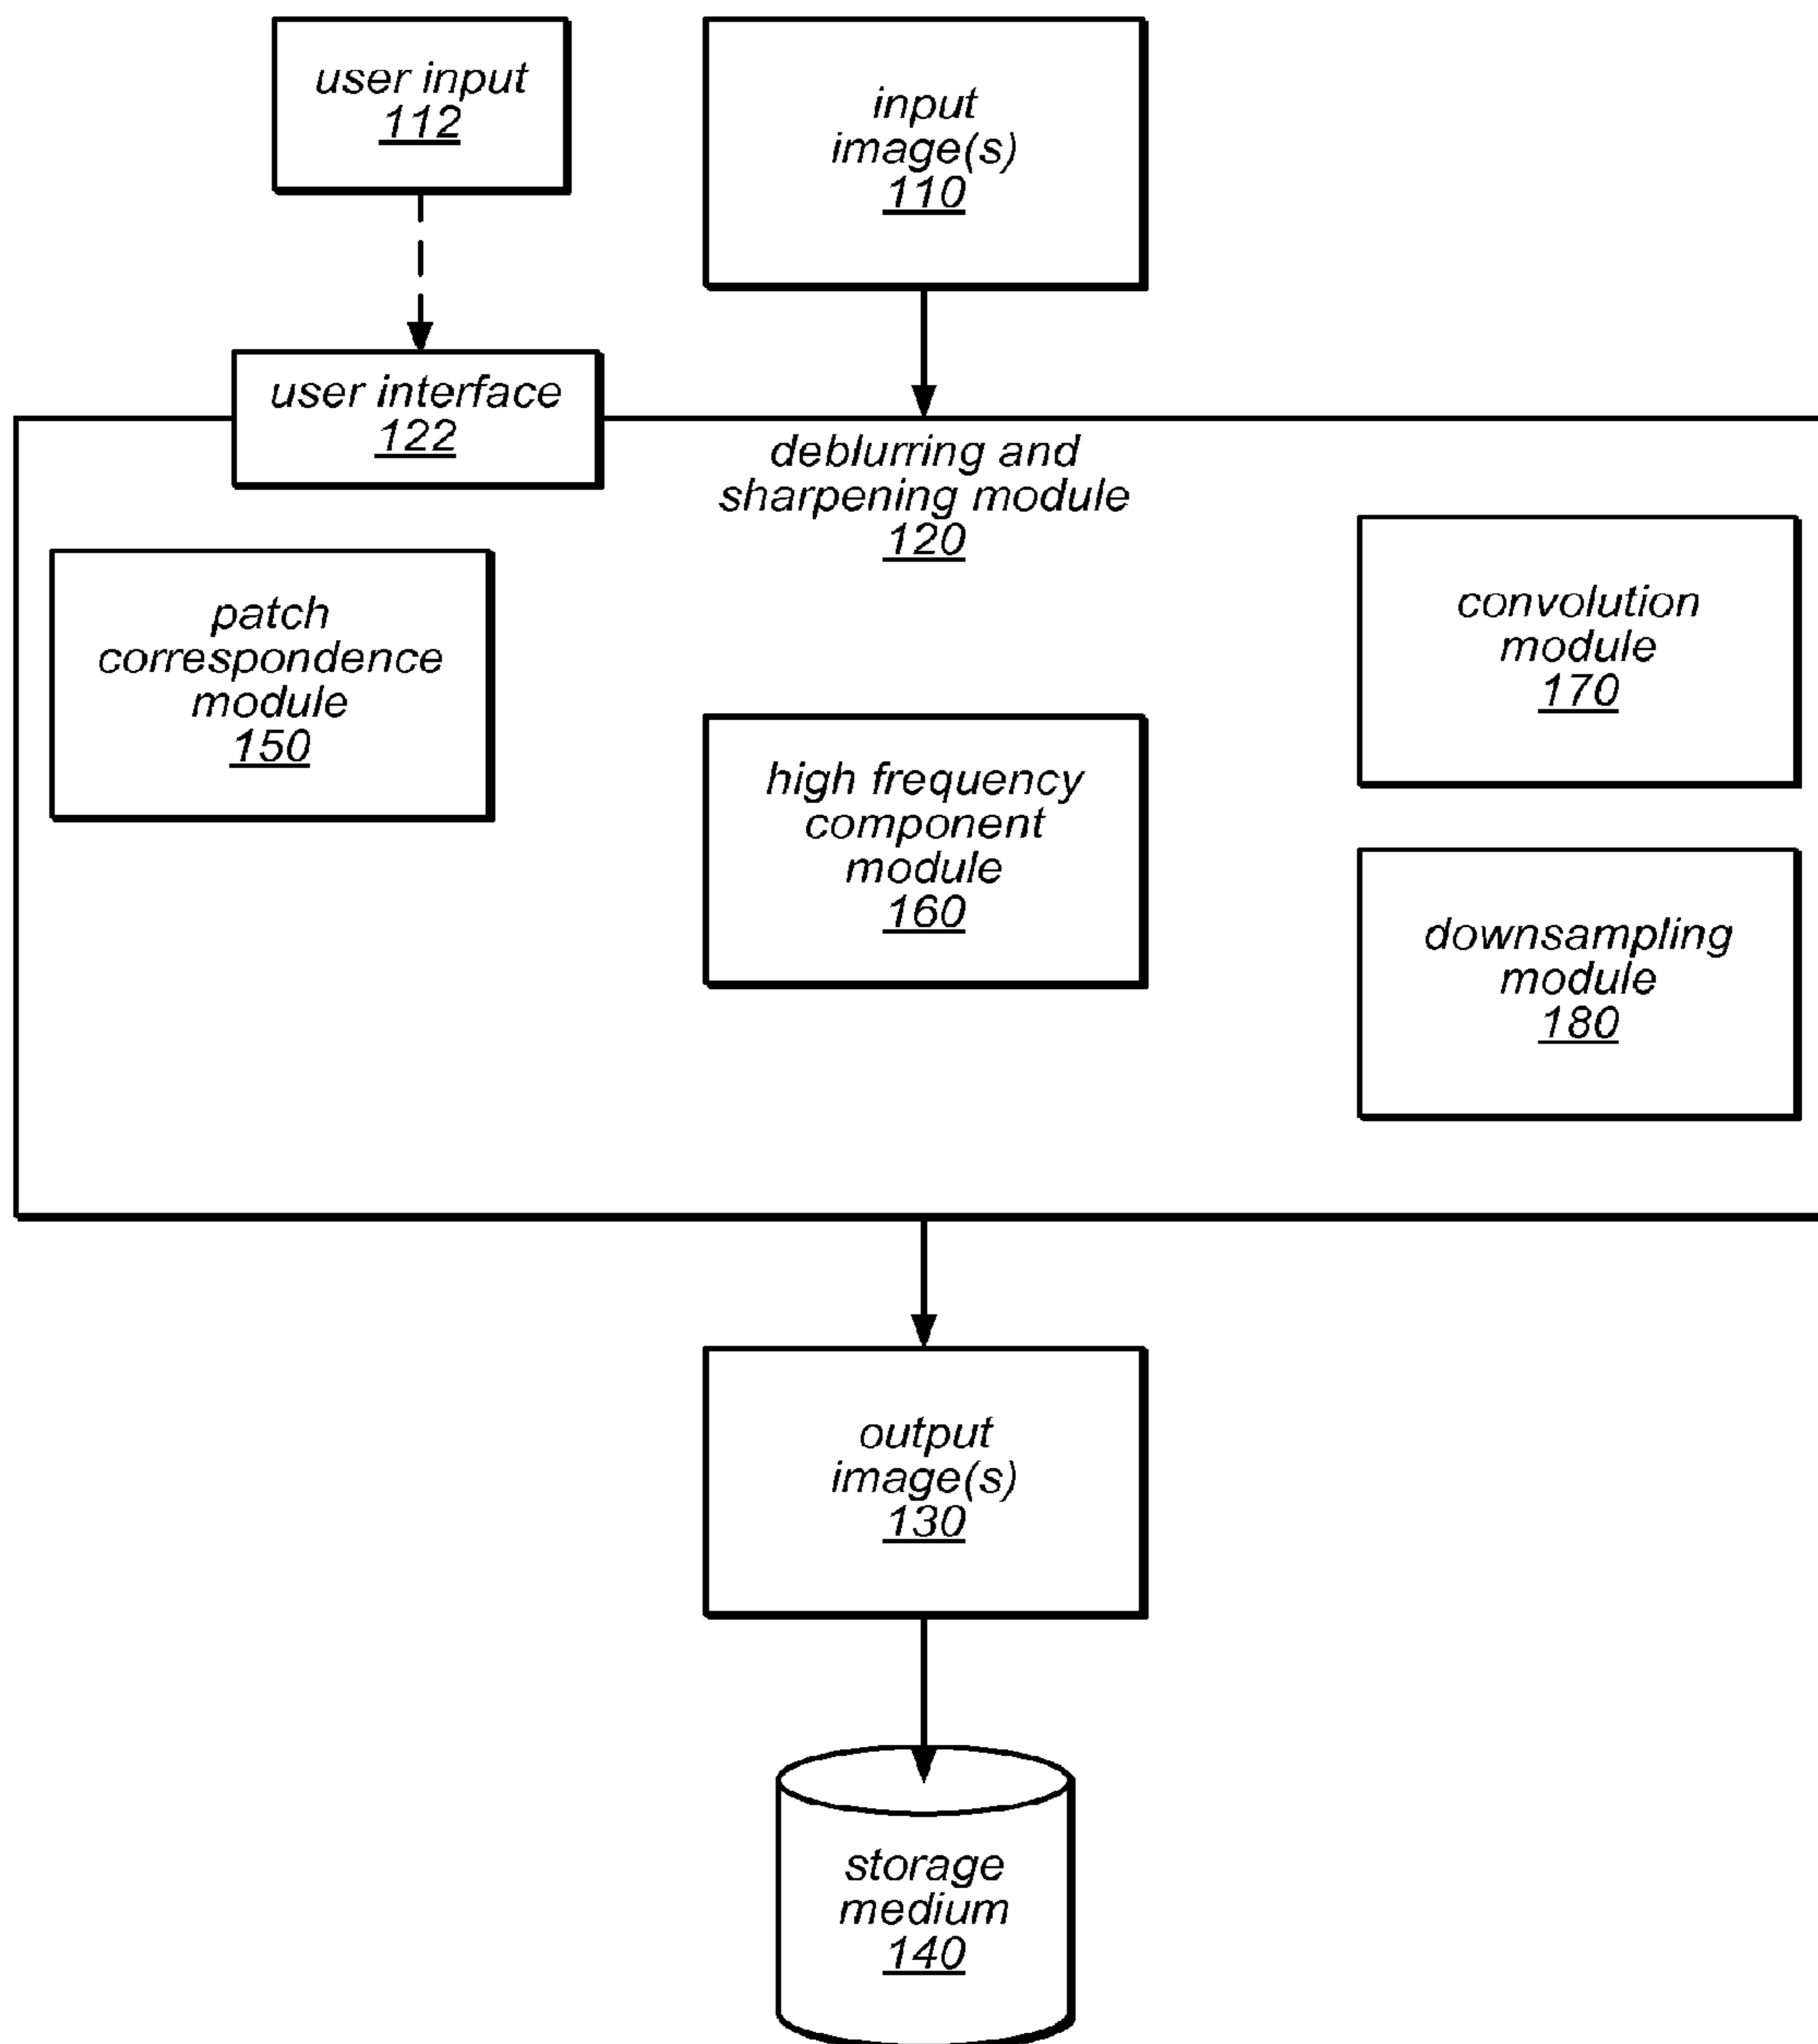 user input
112
input
image(s)
110
user interface
122
deblurring and
sharpening module
120
patch
correspondence
module
150
high frequency
component
module
160
convolution
module
170
downsampling
module
180
output
image(s)
130
storage
medium
140